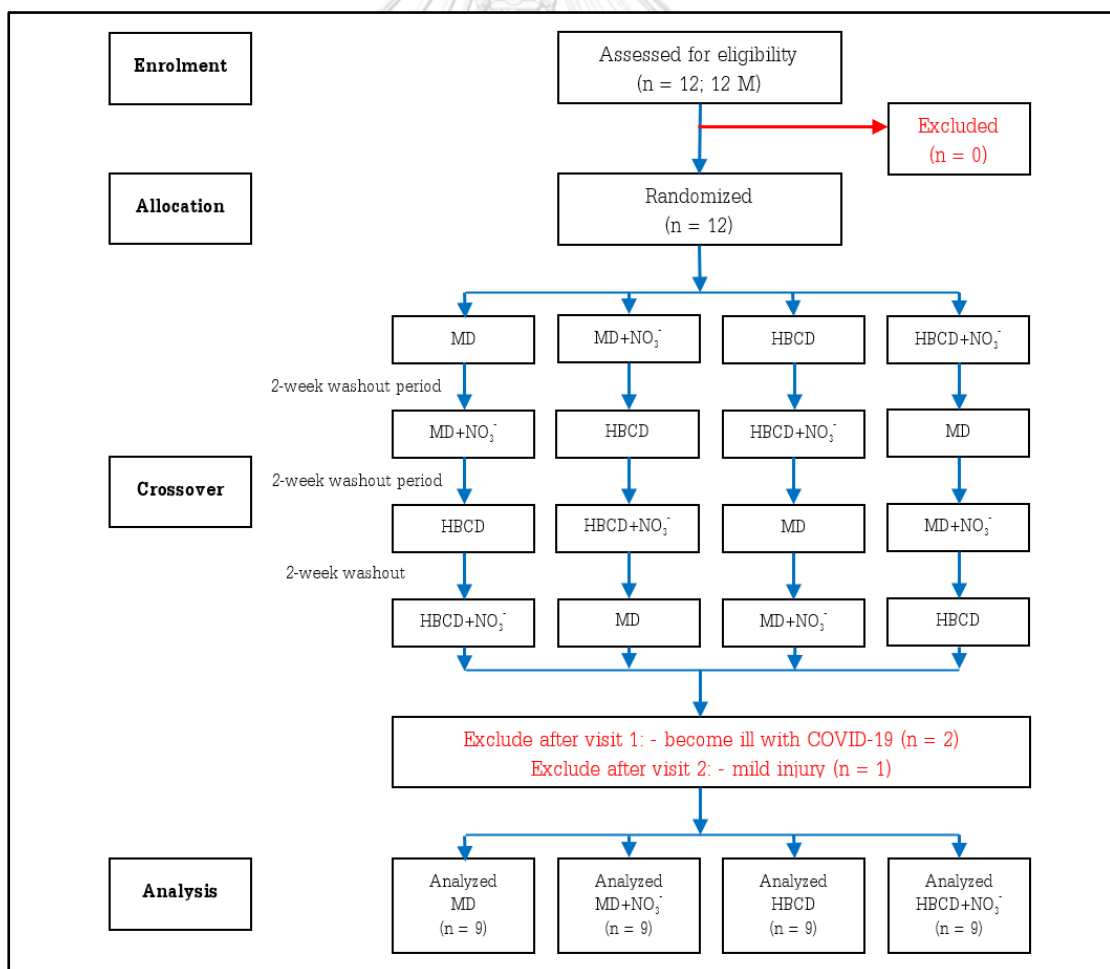 Enrolment
Assessed for eligibility
(n = 12; 12 M)
Excluded
(n = 0)
Allocation
Randomized
(n = 12)
MD
MD+NO₃⁻
HBCD
HBCD+NO₃⁻
2-week washout period
MD+NO₃⁻
HBCD
HBCD+NO₃⁻
MD
Crossover
2-week washout period
HBCD
HBCD+NO₃⁻
MD
MD+NO₃⁻
2-week washout
HBCD+NO₃⁻
MD
MD+NO₃⁻
HBCD
Exclude after visit 1: - become ill with COVID-19 (n = 2)
Exclude after visit 2: - mild injury (n = 1)
Analysis
Analyzed
MD
(n = 9)
Analyzed
MD+NO₃⁻
(n = 9)
Analyzed
HBCD
(n = 9)
Analyzed
HBCD+NO₃⁻
(n = 9)